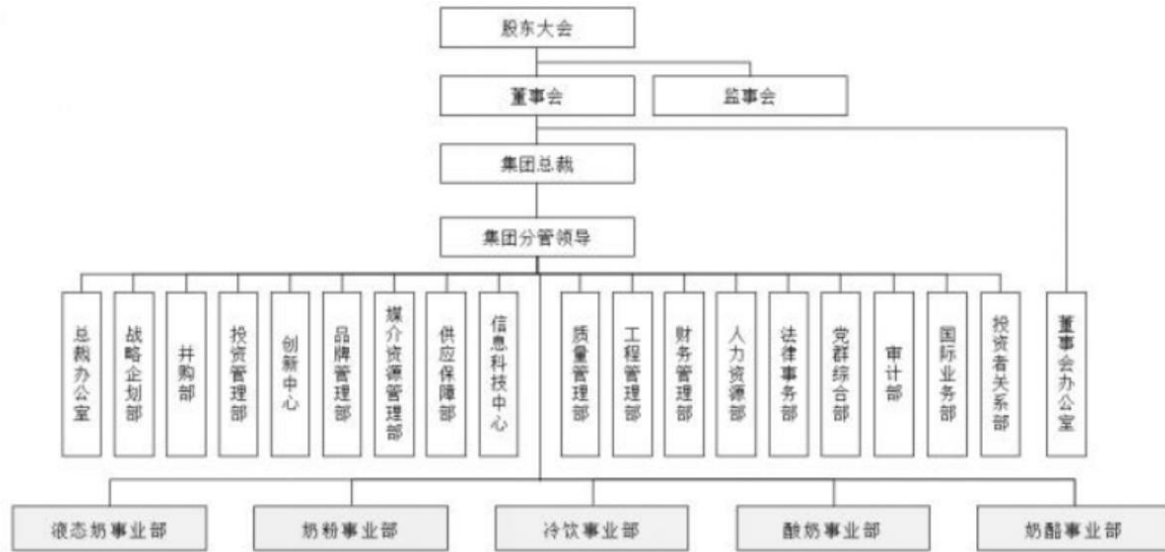 股东大会
董事会
监事会
集团总裁
集团分管领导
总裁办公室
战略企划部
并购部
投资管理部
创新中心
品牌管理部
媒介资源管理部
供应保障部
信息科技中心
质量管理部
工程管理部
财务管理部
人力资源部
法律事务部
党群综合部
审计部
国际业务部
投资者关系部
董事会办公室
液态奶事业部
奶粉事业部
冷饮事业部
酸奶事业部
奶酪事业部